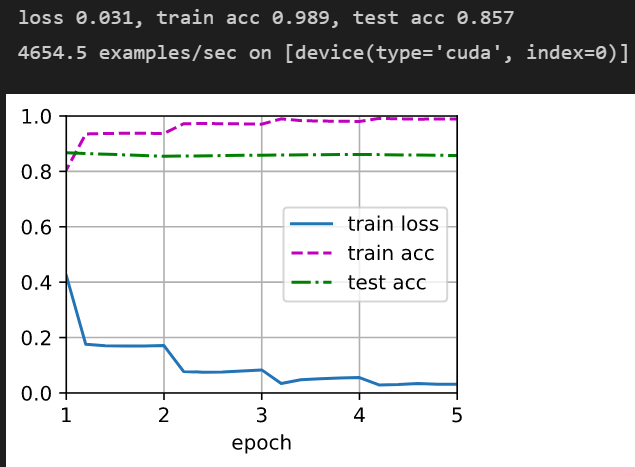 loss 0.031, train acc 0.989, test acc 0.857
4654.5 examples/sec on [device(type='cuda', index=0)]
1.0
0.8
0.6
0.4
0.2
0.0
train loss
train acc
test acc
1 2 3 4 5
epoch